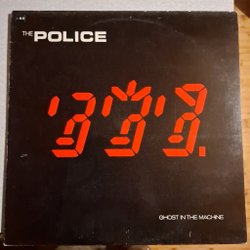 THE POLICE
GHOST IN THE MACHINE